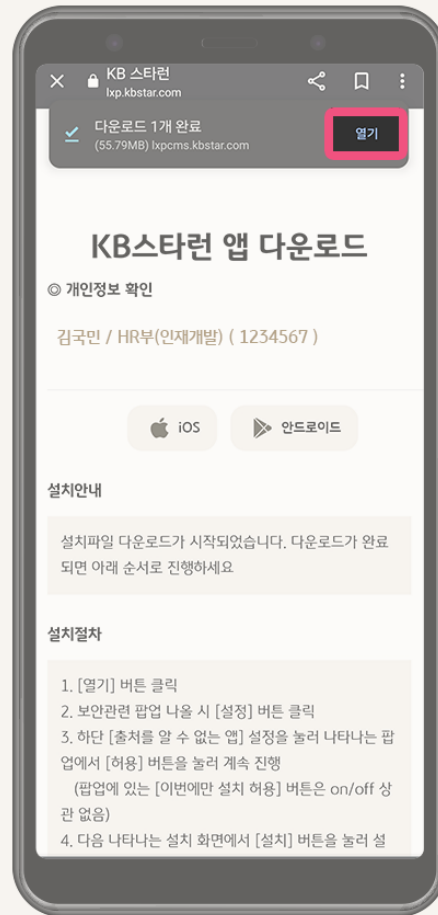 KB 스타런
lxp.kbstar.com
다운로드 1개 완료
(55.79MB) lxpcms.kbstar.com
열기
KB스타런 앱 다운로드
◎ 개인정보 확인
김국민 / HR부(인재개발) ( 1234567 )
iOS
안드로이드
설치안내
설치파일 다운로드가 시작되었습니다. 다운로드가 완료
되면 아래 순서로 진행하세요
설치절차
1. [열기] 버튼 클릭
2. 보안관련 팝업 나올 시 [설정] 버튼 클릭
3. 하단 [출처를 알 수 없는 앱] 설정을 눌러 나타나는 팝
업에서 [허용] 버튼을 눌러 계속 진행
(팝업에 있는 [이번에만 설치 허용] 버튼은 on/off 상
관 없음)
4. 다음 나타나는 설치 화면에서 [설치] 버튼을 눌러 설